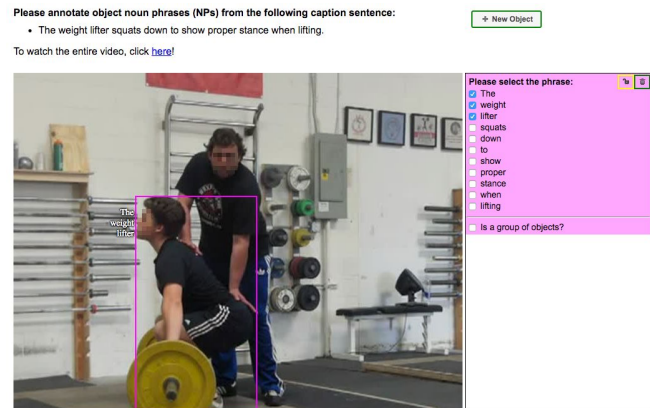 Please annotate object noun phrases (NPs) from the following caption sentence:
+ New Object
• The weight lifter squats down to show proper stance when lifting.
To watch the entire video, click here!
The
weight
lifter
Please select the phrase:
The
weight
lifter
squats
down
to
show
proper
stance
when
lifting
Is a group of objects?